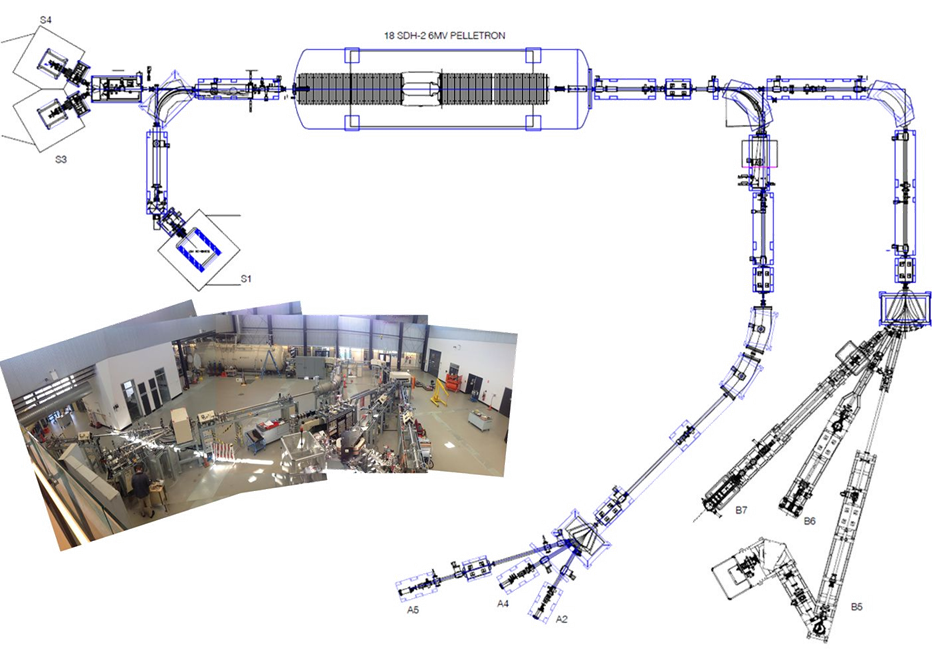 S4
18 SDH-2 6MV PELLETRON
S3
S1
B7
B6
B5
A5
A4
A2